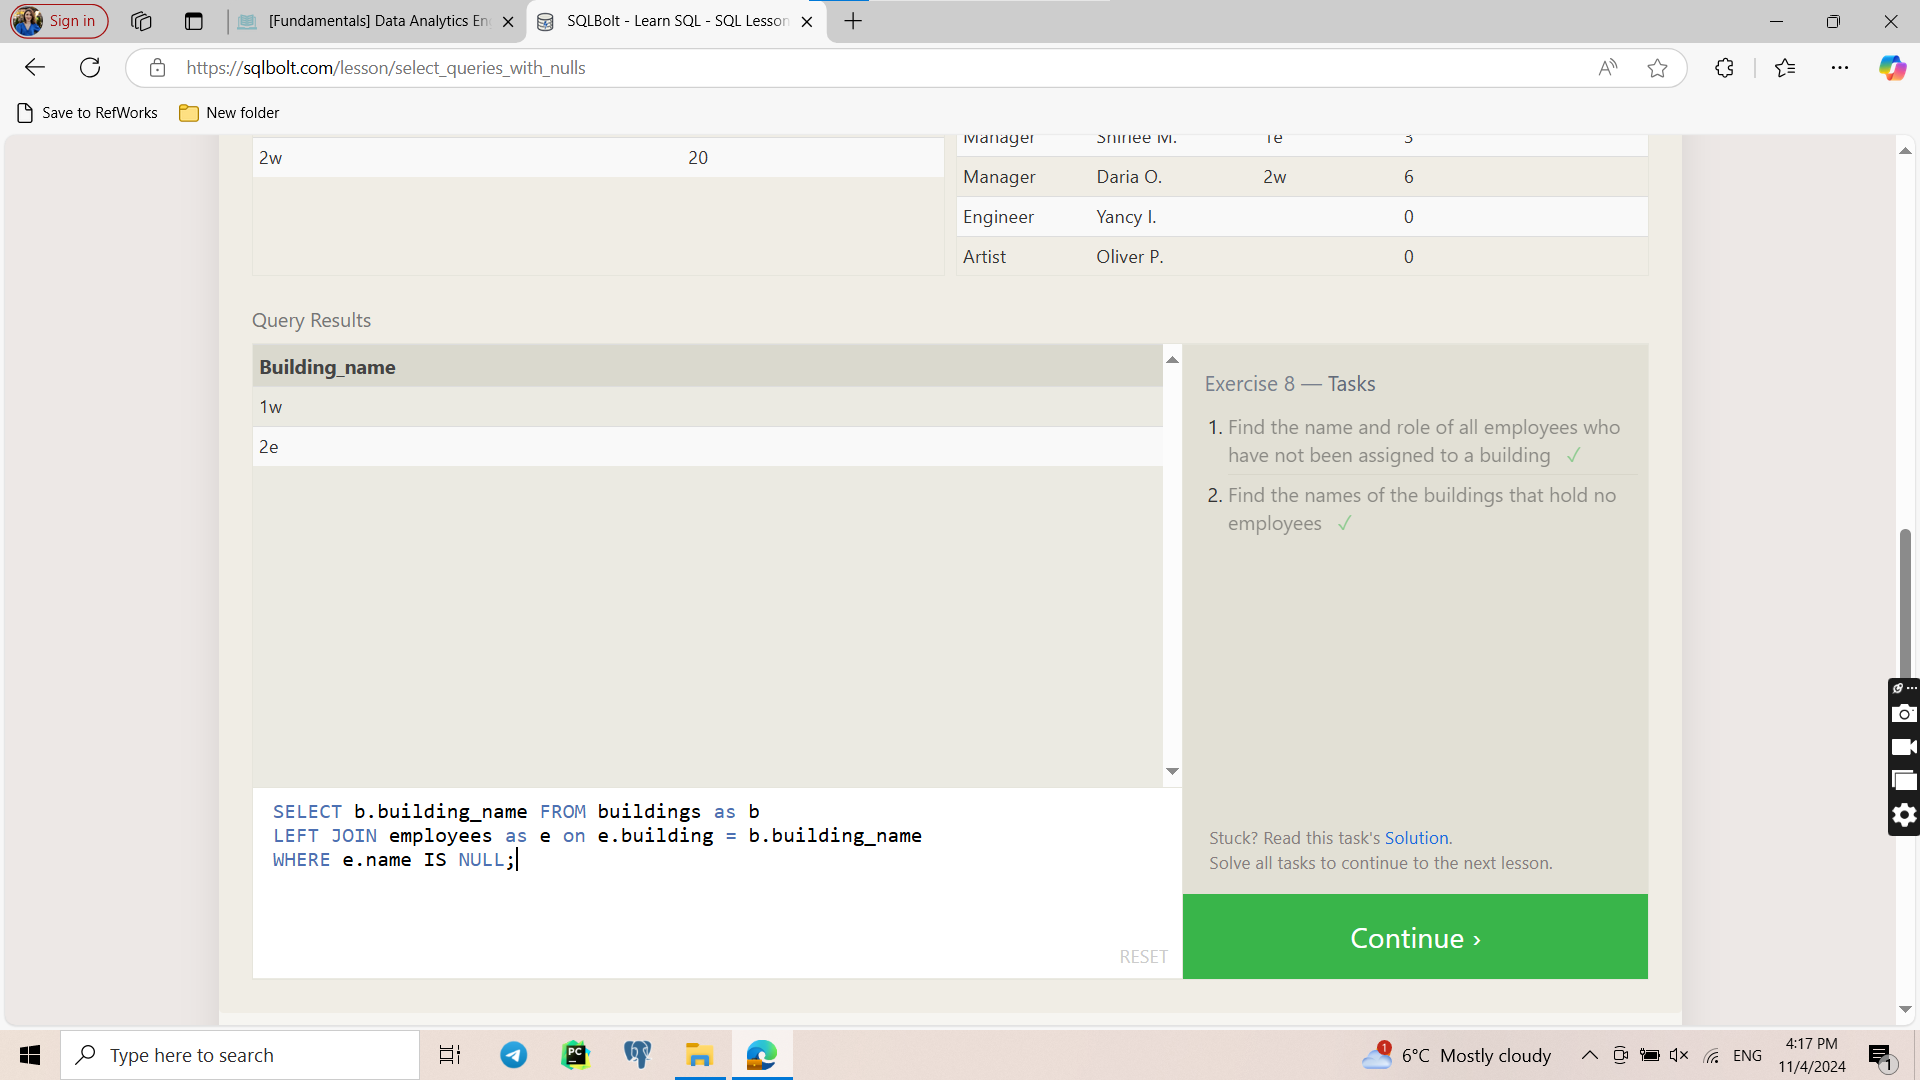 Sign in
[Fundamentals] Data Analytics En
SQLBolt - Learn SQL - SQL Lesson
https://sqlbolt.com/lesson/select_queries_with_nulls
Save to RefWorks
New folder
2w 20
Manager Shirlee M. 1e 3
Manager Daria O. 2w 6
Engineer Yancy I. 0
Artist Oliver P. 0
Query Results
Building_name
1w
2e
Exercise 8 — Tasks
1. Find the name and role of all employees who
have not been assigned to a building ✓
2. Find the names of the buildings that hold no
employees ✓
SELECT b.building_name FROM buildings as b
LEFT JOIN employees as e on e.building = b.building_name
WHERE e.name IS NULL;
RESET
Stuck? Read this task's Solution.
Solve all tasks to continue to the next lesson.
Continue ›
Type here to search
PC
1
6°C Mostly cloudy
ENG
4:17 PM
11/4/2024
1